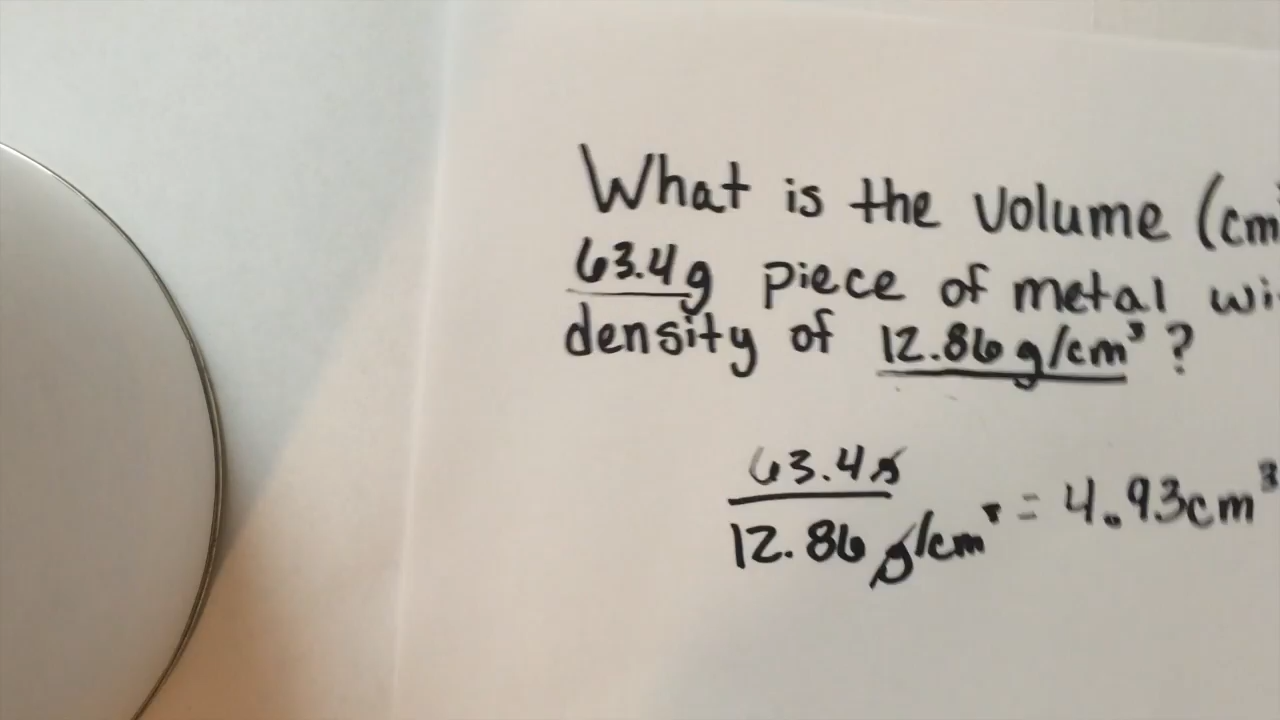 What is the volume (cm
63.4g piece of metal wi
density of 12.86 g/cm³ ?
63.4g
12.86 g/cm³ = 4.93cm³